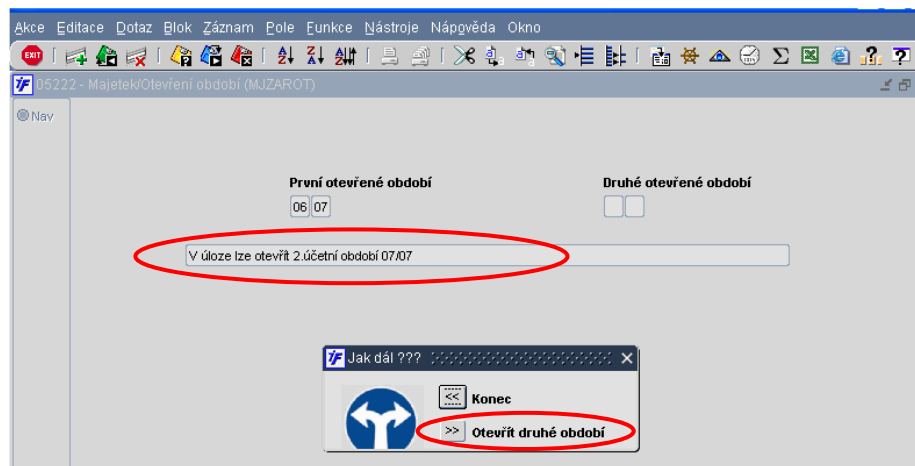 Akce Editace Dotaz Blok Záznam Pole Funkce Nástroje Nápověda Okno
EXIT
05222 - Majetek/Otevření období (MJZAROT)
Nav
První otevřené období Druhé otevřené období
06 07
V úloze lze otevřít 2.účetní období 07/07
Jak dál ???
<< Konec
>> Otevřít druhé období